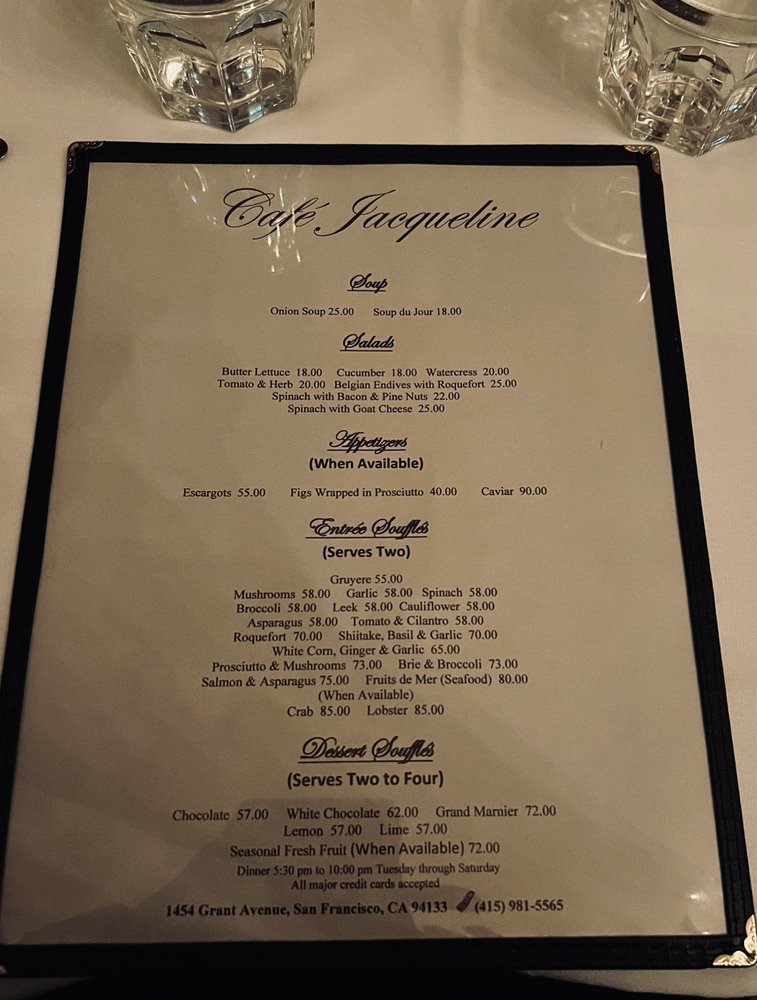 Café Jacqueline
Soup
Onion Soup 25.00 Soup du Jour 18.00
Salads
Butter Lettuce 18.00 Cucumber 18.00 Watercress 20.00
Tomato & Herb 20.00 Belgian Endives with Roquefort 25.00
Spinach with Bacon & Pine Nuts 22.00
Spinach with Goat Cheese 25.00
Appetizers
(When Available)
Escargots 55.00 Figs Wrapped in Prosciutto 40.00 Caviar 90.00
Entrée Soufflés
(Serves Two)
Gruyere 55.00
Mushrooms 58.00 Garlic 58.00 Spinach 58.00
Broccoli 58.00 Leek 58.00 Cauliflower 58.00
Asparagus 58.00 Tomato & Cilantro 58.00
Roquefort 70.00 Shiitake, Basil & Garlic 70.00
White Corn, Ginger & Garlic 65.00
Prosciutto & Mushrooms 73.00 Brie & Broccoli 73.00
Salmon & Asparagus 75.00 Fruits de Mer (Seafood) 80.00
(When Available)
Crab 85.00 Lobster 85.00
Dessert Soufflés
(Serves Two to Four)
Chocolate 57.00 White Chocolate 62.00 Grand Marnier 72.00
Lemon 57.00 Lime 57.00
Seasonal Fresh Fruit (When Available) 72.00
Dinner 5:30 pm to 10:00 pm Tuesday through Saturday
All major credit cards accepted
1454 Grant Avenue, San Francisco, CA 94133 (415) 981-5565